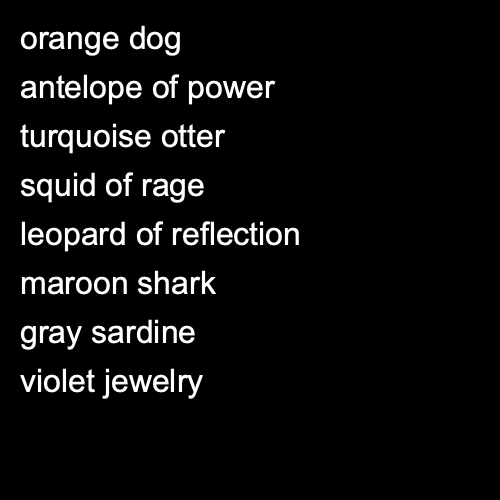 orange dog
antelope of power
turquoise otter
squid of rage
leopard of reflection
maroon shark
gray sardine
violet jewelry